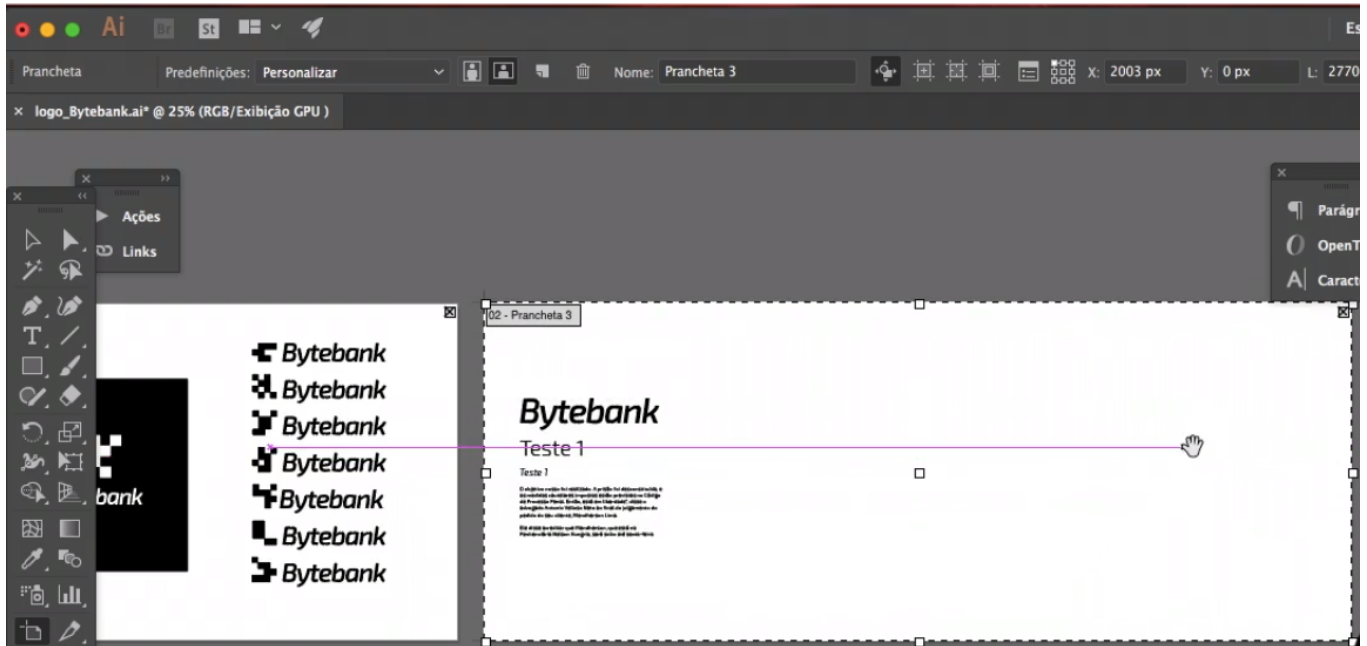 Ai Br St Es
Prancheta Predefinições: Personalizar Nome: Prancheta 3 X: 2003 px Y: 0 px L: 2770
× logo_Bytebank.ai* @ 25% (RGB/Exibição GPU )
Ações
Links
Parágr
OpenT
Caract
T
A
bank
Bytebank
Bytebank
Bytebank
Bytebank
Bytebank
Bytebank
Bytebank
02 - Prancheta 3
Bytebank
Teste 1
Teste 1